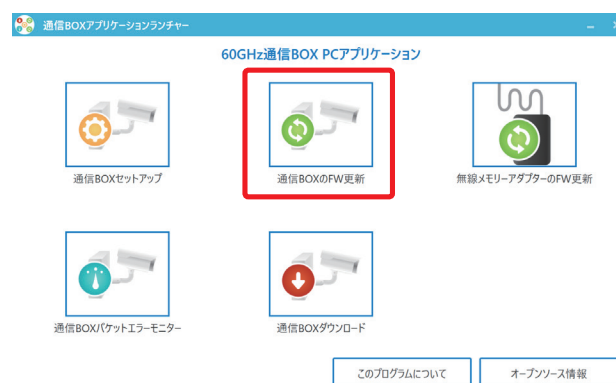 通信BOXアプリケーションランチャー
60GHz通信BOX PCアプリケーション
通信BOXセットアップ
通信BOXのFW更新
無線メモリーアダプターのFW更新
通信BOXパケットエラーモニター
通信BOXダウンロード
このプログラムについて
オープンソース情報